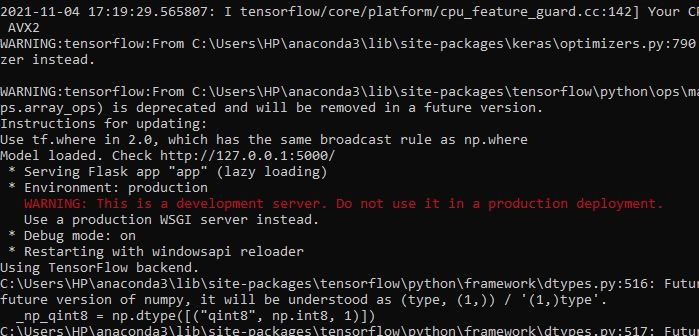 2021-11-04 17:19:29.565807: I tensorflow/core/platform/cpu_feature_guard.cc:142] Your CP
 AVX2
WARNING:tensorflow:From C:\Users\HP\anaconda3\lib\site-packages\keras\optimizers.py:790
zer instead.
WARNING:tensorflow:From C:\Users\HP\anaconda3\lib\site-packages\tensorflow\python\ops\ma
ps.array_ops) is deprecated and will be removed in a future version.
Instructions for updating:
Use tf.where in 2.0, which has the same broadcast rule as np.where
Model loaded. Check http://127.0.0.1:5000/
 * Serving Flask app "app" (lazy loading)
 * Environment: production
   WARNING: This is a development server. Do not use it in a production deployment.
   Use a production WSGI server instead.
 * Debug mode: on
 * Restarting with windowsapi reloader
Using TensorFlow backend.
C:\Users\HP\anaconda3\lib\site-packages\tensorflow\python\framework\dtypes.py:516: Futur
future version of numpy, it will be understood as (type, (1,)) / '(1,)type'.
  _np_qint8 = np.dtype([("qint8", np.int8, 1)])
C:\Users\HP\anaconda3\lib\site-packages\tensorflow\python\framework\dtypes.py:517: Futur